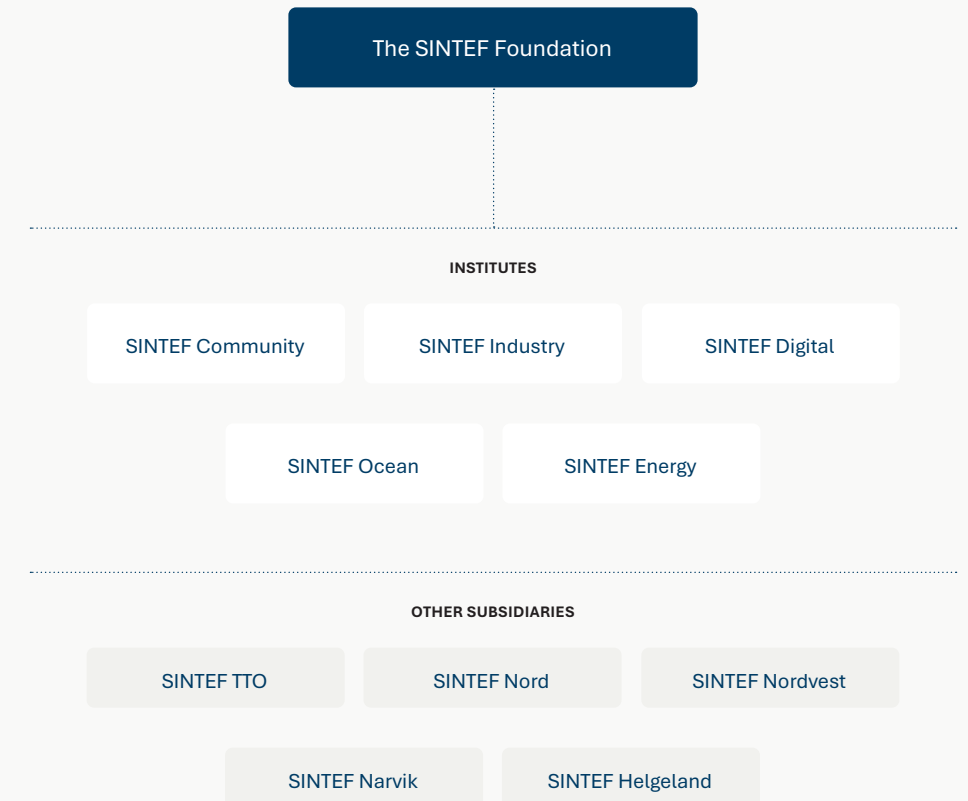 The SINTEF Foundation
INSTITUTES
SINTEF Community
SINTEF Industry
SINTEF Digital
SINTEF Ocean
SINTEF Energy
OTHER SUBSIDIARIES
SINTEF TTO
SINTEF Nord
SINTEF Nordvest
SINTEF Narvik
SINTEF Helgeland